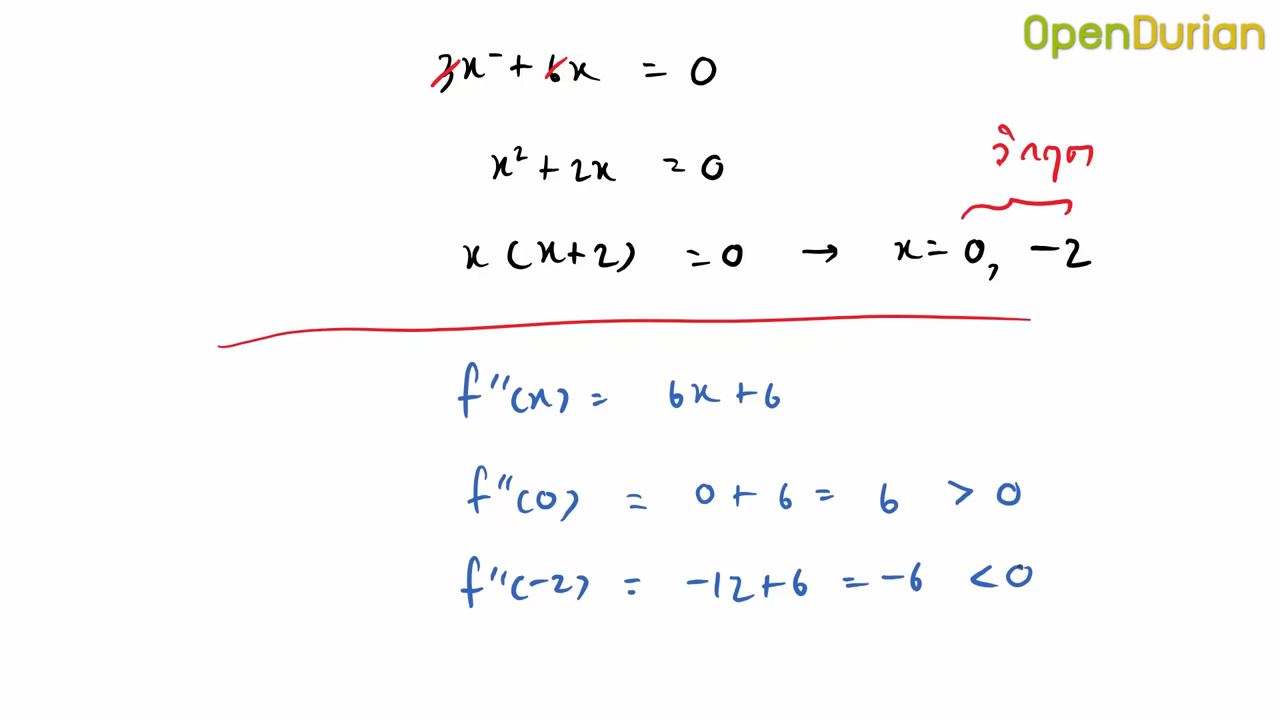 OpenDurian
3x² + 6x = 0
วิกฤต
x² + 2x = 0
x (x+2) = 0 → x = 0, -2
f''(x) = 6x + 6
f''(0) = 0 + 6 = 6 > 0
f''(-2) = -12 + 6 = -6 < 0